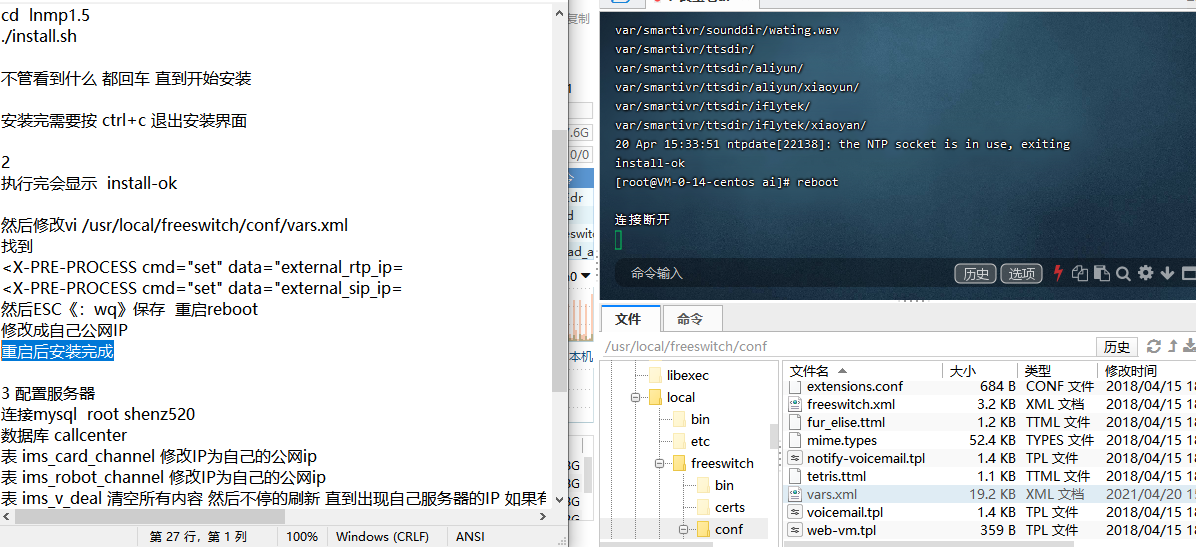 cd  lnmp1.5
./install.sh
不管看到什么 都回车 直到开始安装
安装完需要按 ctrl+c 退出安装界面
2
执行完会显示  install-ok
然后修改vi /usr/local/freeswitch/conf/vars.xml
找到
<X-PRE-PROCESS cmd="set" data="external_rtp_ip=
<X-PRE-PROCESS cmd="set" data="external_sip_ip=
然后ESC《：wq》保存  重启reboot
修改成自己公网IP
重启后安装完成
3 配置服务器
连接mysql  root shenz520
数据库 callcenter
表 ims_card_channel 修改IP为自己的公网ip
表 ims_robot_channel 修改IP为自己的公网ip
表 ims_v_deal 清空所有内容 然后不停的刷新 直到出现自己服务器的IP 如果有
第 27 行，第 1 列
100%
Windows (CRLF)
ANSI
复制
7.6G
0/0
本机
var/smartivr/sounddir/wating.wav
var/smartivr/ttsdir/
var/smartivr/ttsdir/aliyun/
var/smartivr/ttsdir/aliyun/xiaoyun/
var/smartivr/ttsdir/iflytek/
var/smartivr/ttsdir/iflytek/xiaoyan/
20 Apr 15:33:51 ntpdate[22138]: the NTP socket is in use, exiting
install-ok
[root@VM-0-14-centos ai]# reboot
连接断开
命令输入 历史 选项
文件 命令
/usr/local/freeswitch/conf 历史
libexec
local
bin
etc
freeswitch
bin
certs
conf
文件名 大小 类型 修改时间
extensions.conf 684 B CONF 文件 2018/04/15 18
freeswitch.xml 3.2 KB XML 文档 2018/04/15 18
fur_elise.ttml 1.2 KB TTML 文件 2018/04/15 18
mime.types 52.4 KB TYPES 文件 2018/04/15 18
notify-voicemail.tpl 1.4 KB TPL 文件 2018/04/15 18
tetris.ttml 1.1 KB TTML 文件 2018/04/15 18
vars.xml 19.2 KB XML 文档 2021/04/20 15
voicemail.tpl 1.4 KB TPL 文件 2018/04/15 18
web-vm.tpl 359 B TPL 文件 2018/04/15 18